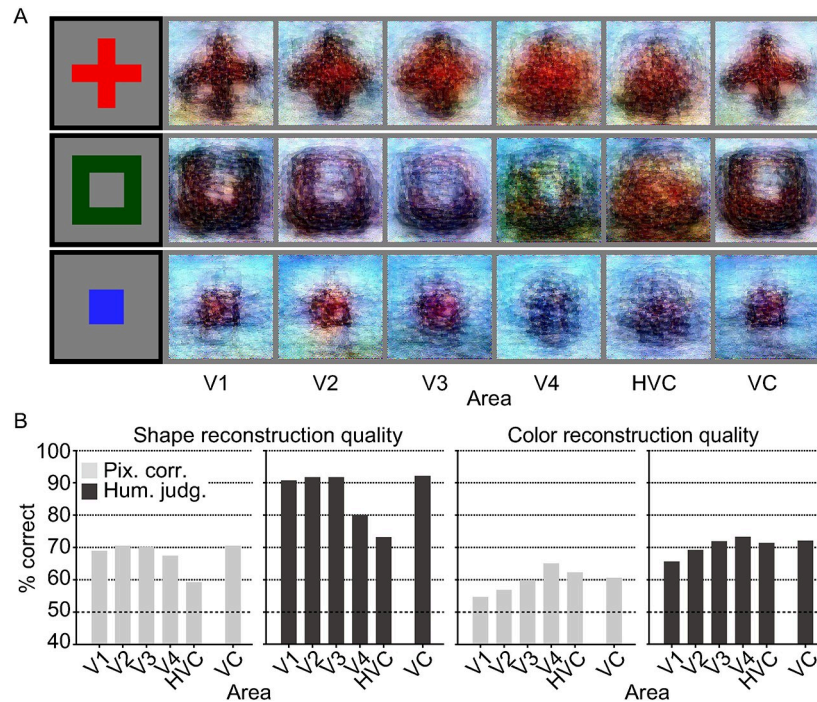 A
V1 V2 V3 V4 HVC VC
Area
B
Shape reconstruction quality
Color reconstruction quality
% correct
100
90
80
70
60
50
40
Pix. corr.
Hum. judg.
V1 V2 V3 V4 HVC VC
V1 V2 V3 V4 HVC VC
Area
V1 V2 V3 V4 HVC VC
V1 V2 V3 V4 HVC VC
Area